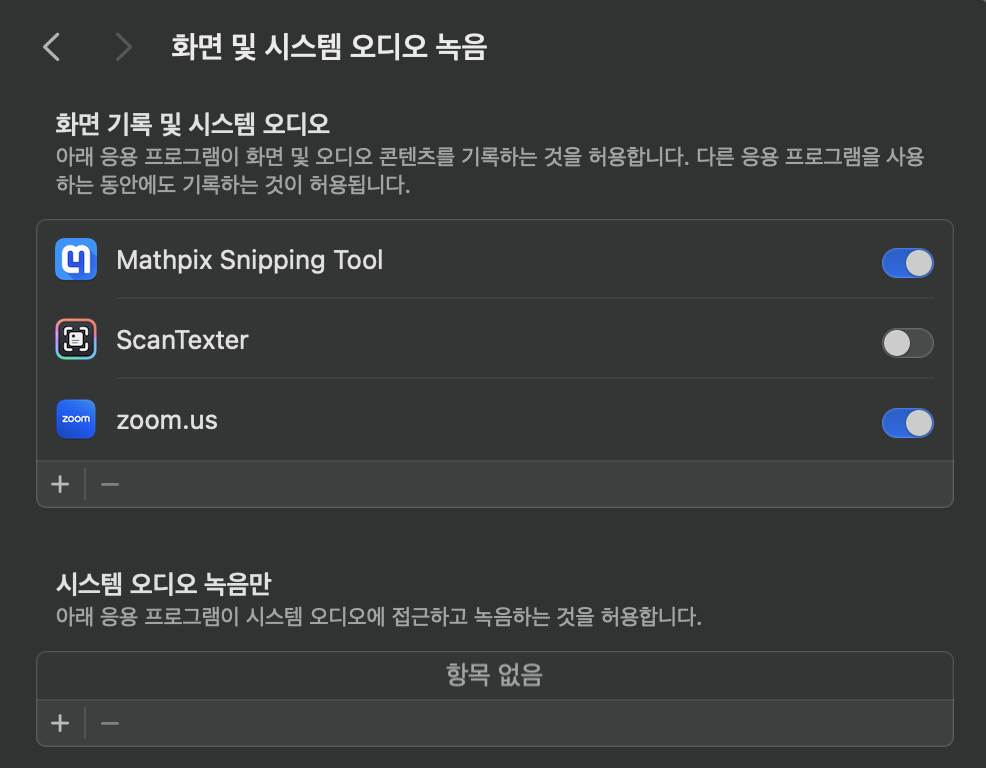 화면 및 시스템 오디오 녹음
화면 기록 및 시스템 오디오
아래 응용 프로그램이 화면 및 오디오 콘텐츠를 기록하는 것을 허용합니다. 다른 응용 프로그램을 사용
하는 동안에도 기록하는 것이 허용됩니다.
Mathpix Snipping Tool
ScanTexter
zoom
zoom.us
시스템 오디오 녹음만
아래 응용 프로그램이 시스템 오디오에 접근하고 녹음하는 것을 허용합니다.
항목 없음